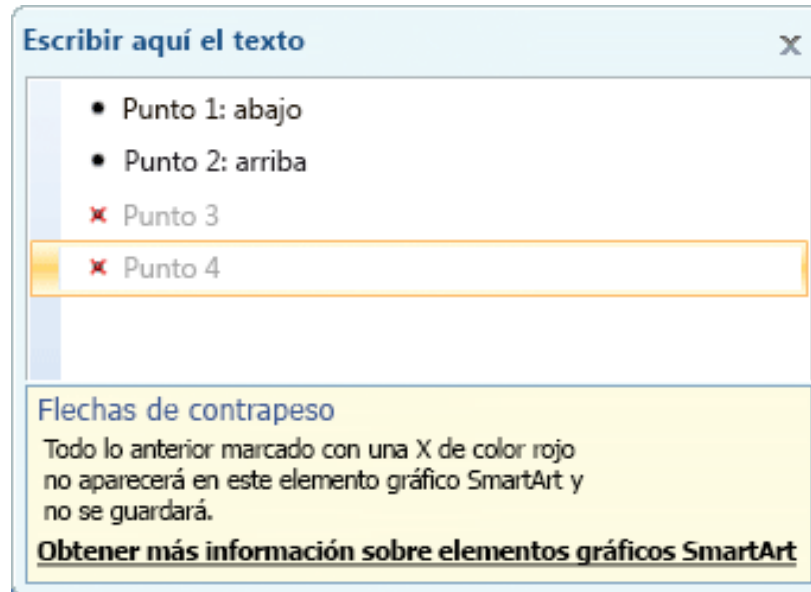 Escribir aquí el texto
Punto 1: abajo
Punto 2: arriba
Punto 3
Punto 4
Flechas de contrapeso
Todo lo anterior marcado con una X de color rojo
no aparecerá en este elemento gráfico SmartArt y
no se guardará.
Obtener más información sobre elementos gráficos SmartArt